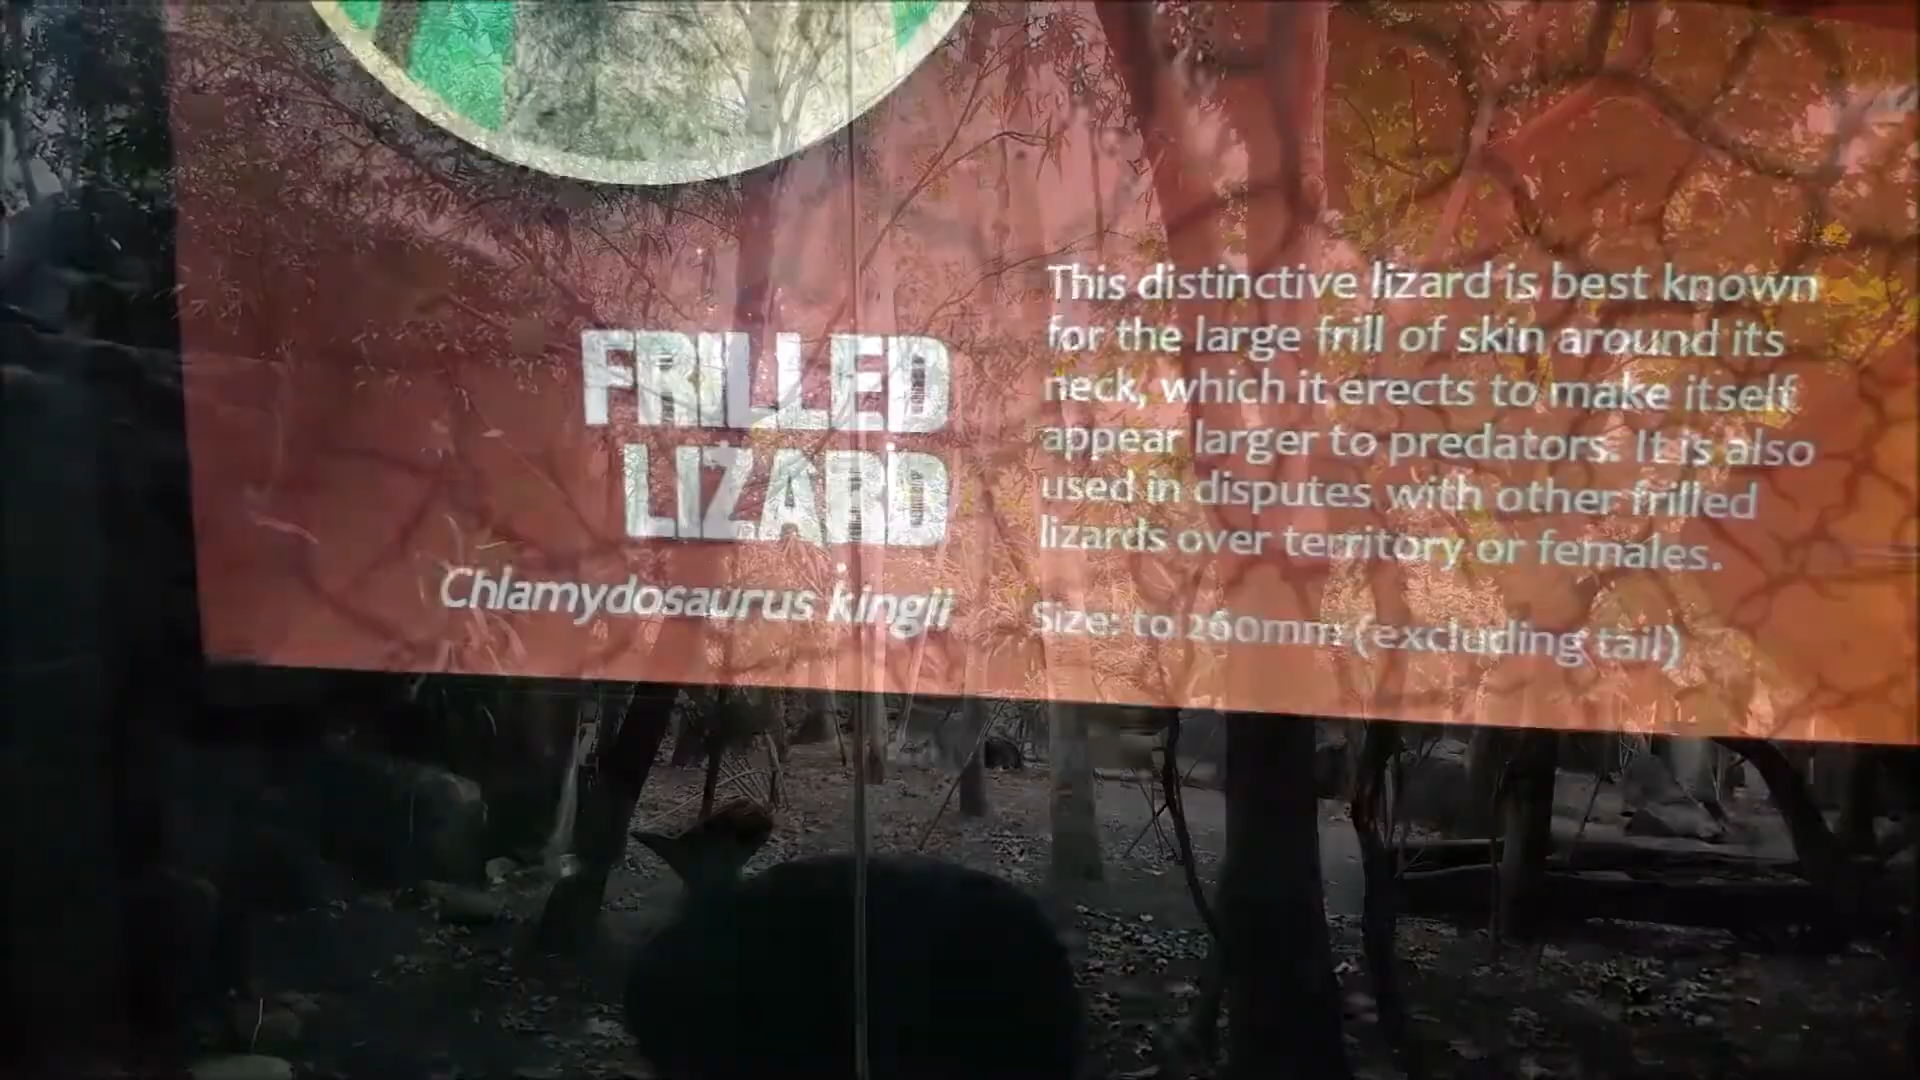 FRILLED
LIZARD
Chlamydosaurus kingii
This distinctive lizard is best known
for the large frill of skin around its
neck, which it erects to make itself
appear larger to predators. It is also
used in disputes with other frilled
lizards over territory or females.
Size: to 260mm (excluding tail)